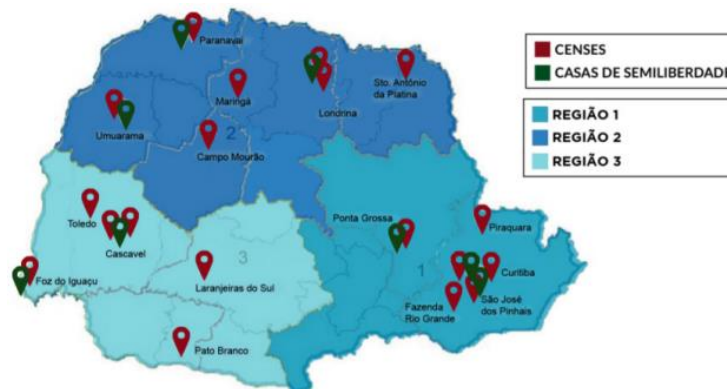 Paranavaí
Maringá
Londrina
Sto. Antônio
da Platina
Umuarama
2
Campo Mourão
Toledo
Cascavel
Foz do Iguaçu
3
Laranjeiras do Sul
Pato Branco
Ponta Grossa
Piraquara
1
Curitiba
Fazenda
Rio Grande
São José
dos Pinhais
CENSES
CASAS DE SEMILIBERDADE
REGIÃO 1
REGIÃO 2
REGIÃO 3